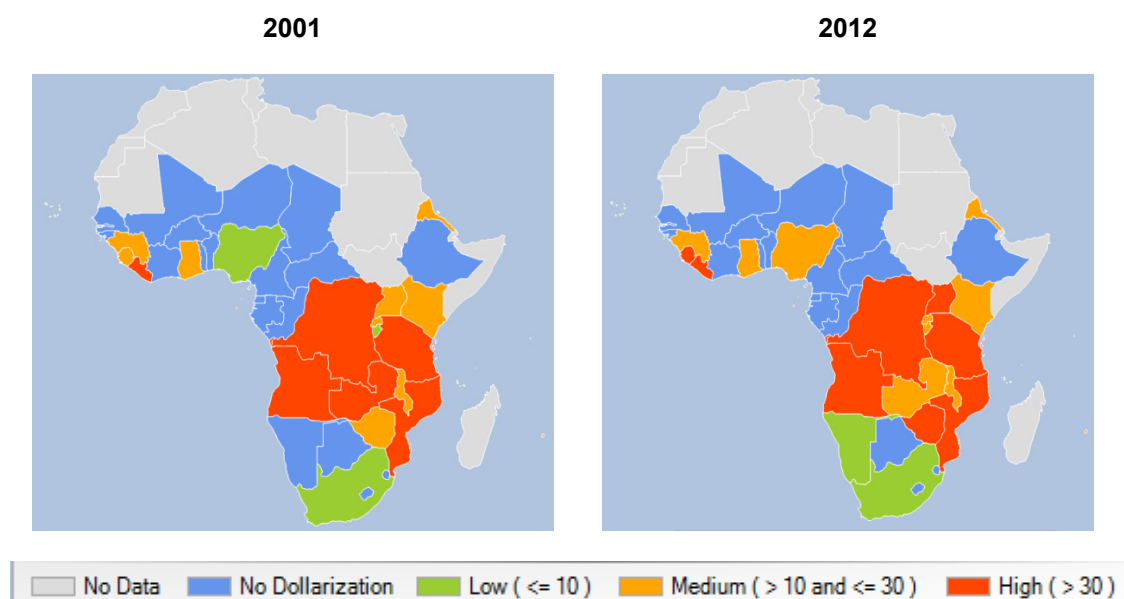 2001 2012
No Data No Dollarization Low ( <= 10 ) Medium ( > 10 and <= 30 ) High ( > 30 )